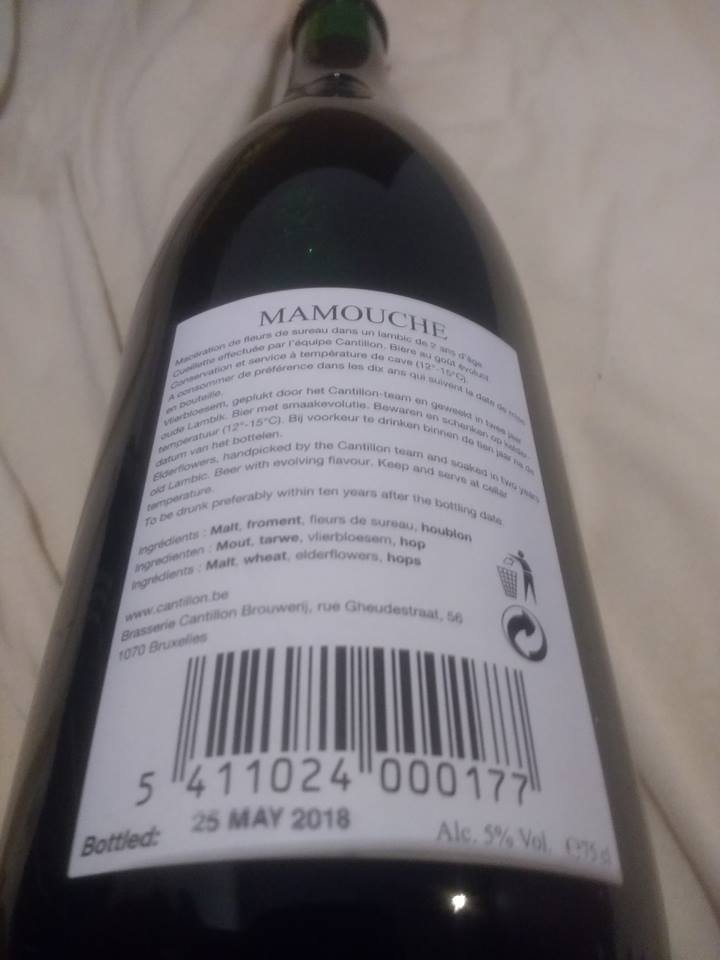 MAMOUCHE
Macération de fleurs de sureau dans un lambic de 2 ans d'âge.
Cueillette effectuée par l'équipe Cantillon. Bière au goût évolutif.
Conservation et service à température de cave (12°-15°C).
A consommer de préférence dans les dix ans qui suivent la date de mise
en bouteille.
Vlierbloesem, geplukt door het Cantillon-team en geweekt in twee jaar
oude Lambik. Bier met smaakevolutie. Bewaren en schenken op kelder-
temperatuur (12°-15°C). Bij voorkeur te drinken binnen de tien jaar na de
datum van het bottelen.
Elderflowers, handpicked by the Cantillon team and soaked in two years
old Lambic. Beer with evolving flavour. Keep and serve at cellar
temperature.
To be drunk preferably within ten years after the bottling date.
Ingrédients : Malt, froment, fleurs de sureau, houblon
Ingredienten : Mout, tarwe, vlierbloesem, hop
Ingrédients : Malt, wheat, elderflowers, hops
www.cantillon.be
Brasserie Cantillon Brouwerij, rue Gheudestraat, 56
1070 Bruxelles
5 411024 000177
Bottled: 25 MAY 2018
Alc. 5% Vol. ℮75 cl